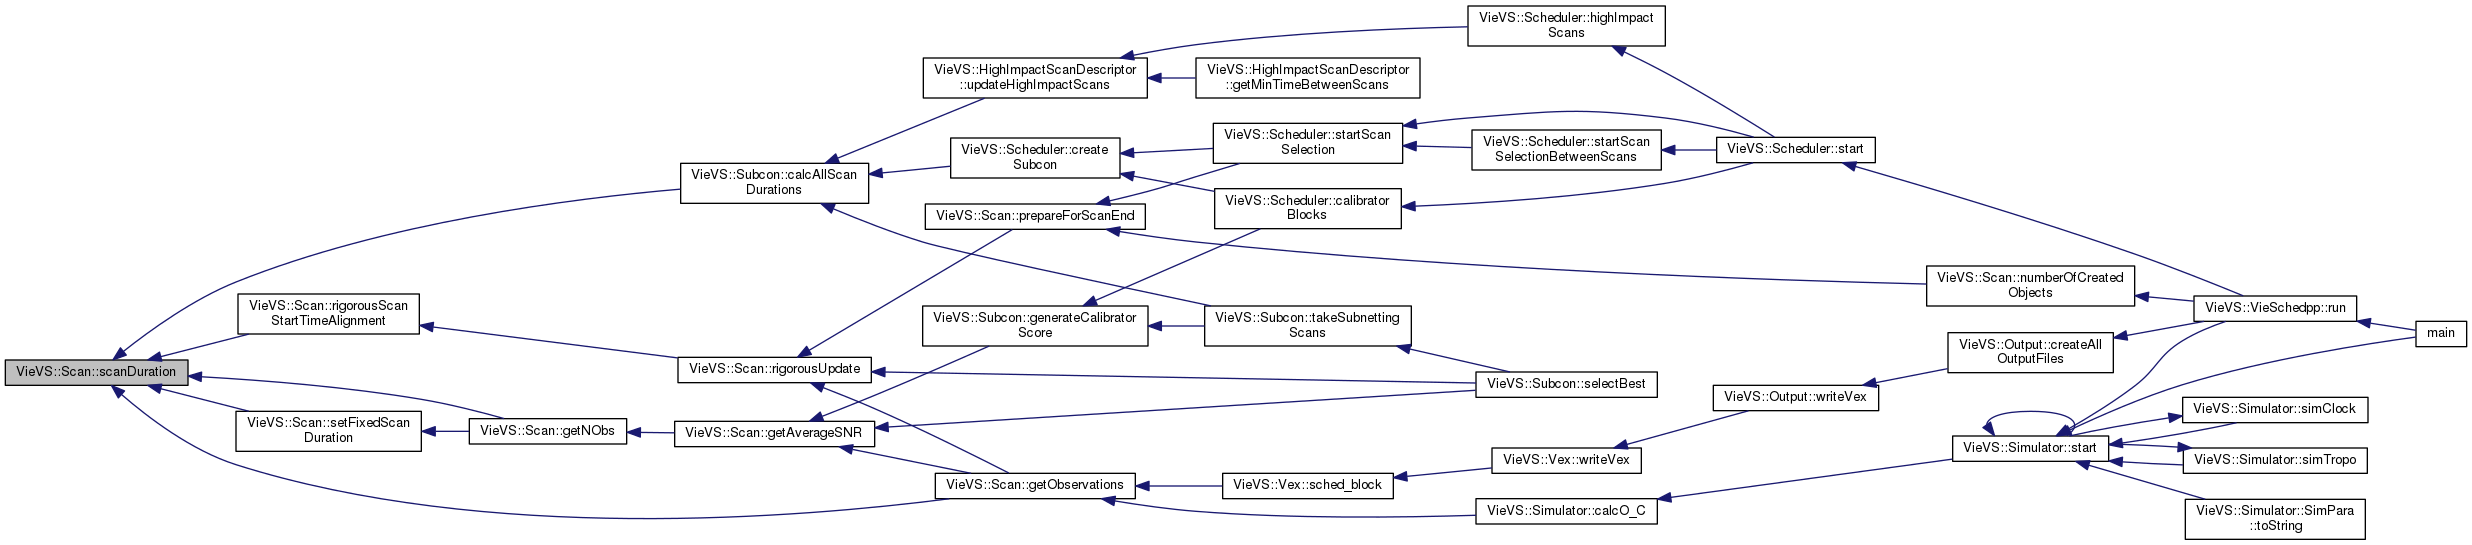 VieVS::Scan::scanDuration
VieVS::Scan::rigorousScan
StartTimeAlignment
VieVS::Scan::setFixedScan
Duration
VieVS::Scan::getNObs
VieVS::Subcon::calcAllScan
Durations
VieVS::Scan::rigorousUpdate
VieVS::Scan::getAverageSNR
VieVS::HighImpactScanDescriptor
::updateHighImpactScans
VieVS::Scheduler::create
Subcon
VieVS::Scan::prepareForScanEnd
VieVS::Subcon::generateCalibrator
Score
VieVS::Scan::getObservations
VieVS::HighImpactScanDescriptor
::getMinTimeBetweenScans
VieVS::Scheduler::startScan
Selection
VieVS::Scheduler::calibrator
Blocks
VieVS::Subcon::takeSubnetting
Scans
VieVS::Vex::sched_block
VieVS::Scheduler::highImpact
Scans
VieVS::Scheduler::startScan
SelectionBetweenScans
VieVS::Subcon::selectBest
VieVS::Vex::writeVex
VieVS::Simulator::calcO_C
VieVS::Scheduler::start
VieVS::Output::writeVex
VieVS::Scan::numberOfCreated
Objects
VieVS::Output::createAll
OutputFiles
VieVS::Simulator::start
VieVS::VieSchedpp::run
VieVS::Simulator::simClock
VieVS::Simulator::simTropo
VieVS::Simulator::SimPara
::toString
main